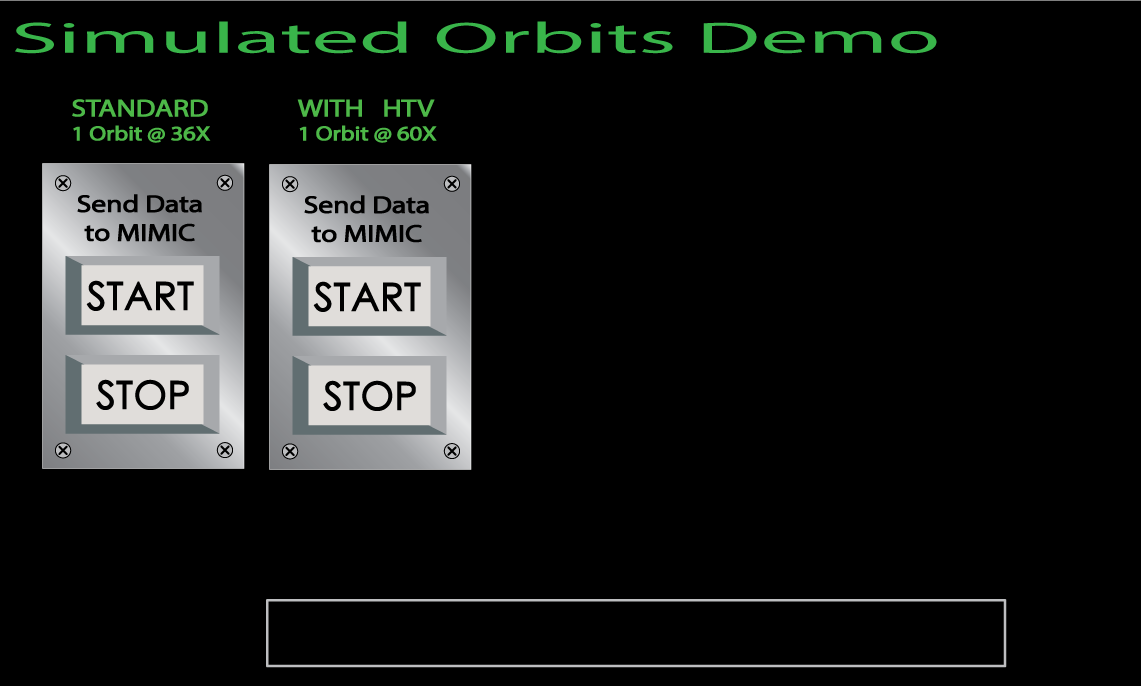 Simulated Orbits Demo
STANDARD
1 Orbit @ 36X
Send Data
to MIMIC
START
STOP
WITH HTV
1 Orbit @ 60X
Send Data
to MIMIC
START
STOP